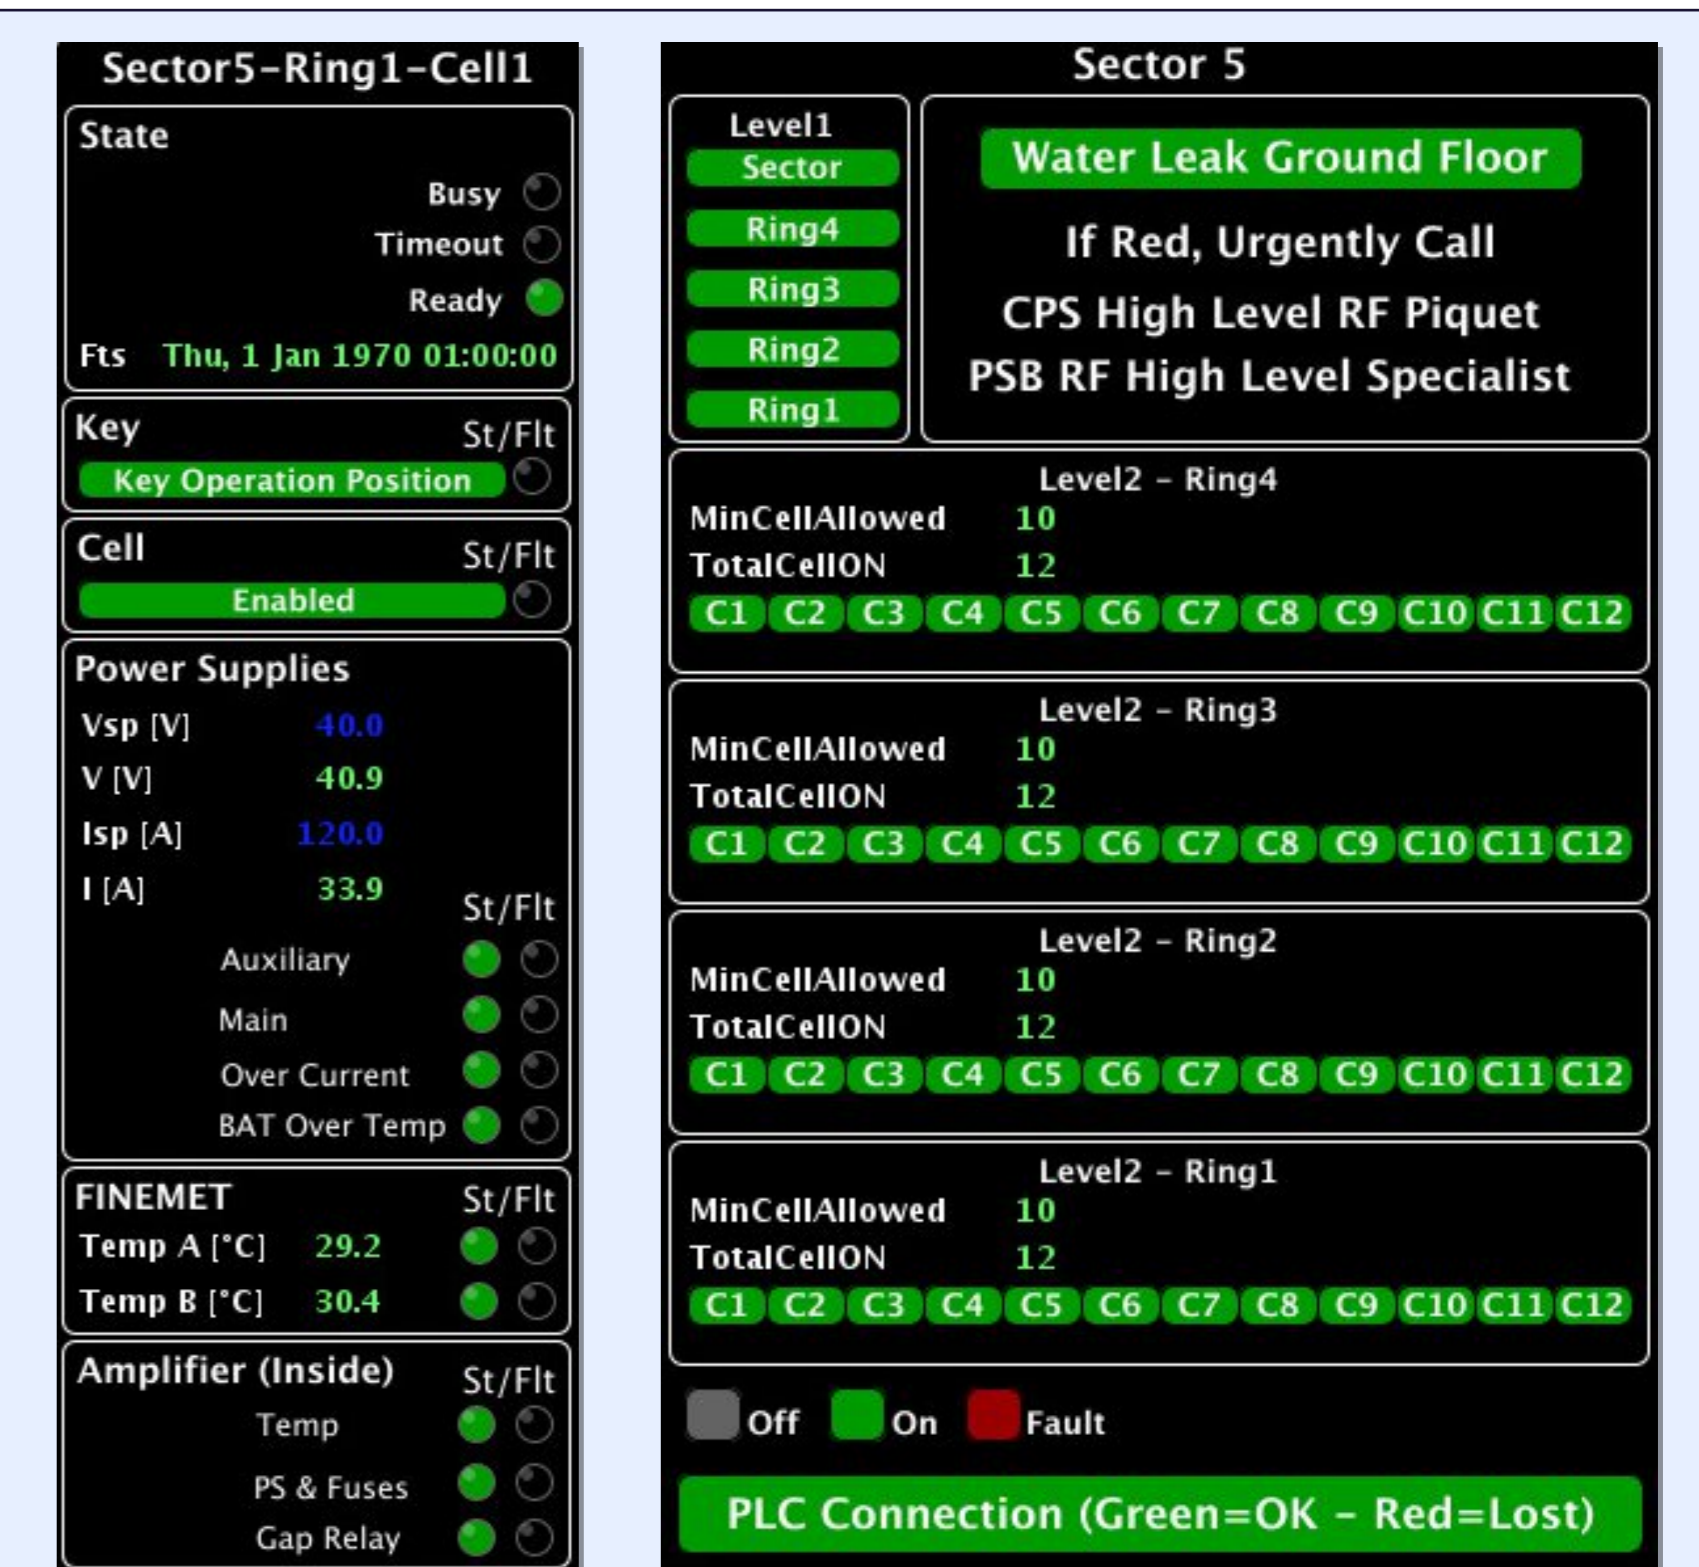 Sector5-Ring1-Cell1
State
Busy
Timeout
Ready
Fts Thu, 1 Jan 1970 01:00:00
Key St/Flt
Key Operation Position
Cell St/Flt
Enabled
Power Supplies
Vsp [V] 40.0
V [V] 40.9
Isp [A] 120.0
I [A] 33.9
St/Flt
Auxiliary
Main
Over Current
BAT Over Temp
FINEMET St/Flt
Temp A [°C] 29.2
Temp B [°C] 30.4
Amplifier (Inside) St/Flt
Temp
PS & Fuses
Gap Relay
Sector 5
Level1
Sector
Ring4
Ring3
Ring2
Ring1
Water Leak Ground Floor
If Red, Urgently Call
CPS High Level RF Piquet
PSB RF High Level Specialist
Level2 - Ring4
MinCellAllowed 10
TotalCellON 12
C1 C2 C3 C4 C5 C6 C7 C8 C9 C10 C11 C12
Level2 - Ring3
MinCellAllowed 10
TotalCellON 12
C1 C2 C3 C4 C5 C6 C7 C8 C9 C10 C11 C12
Level2 - Ring2
MinCellAllowed 10
TotalCellON 12
C1 C2 C3 C4 C5 C6 C7 C8 C9 C10 C11 C12
Level2 - Ring1
MinCellAllowed 10
TotalCellON 12
C1 C2 C3 C4 C5 C6 C7 C8 C9 C10 C11 C12
Off On Fault
PLC Connection (Green=OK - Red=Lost)